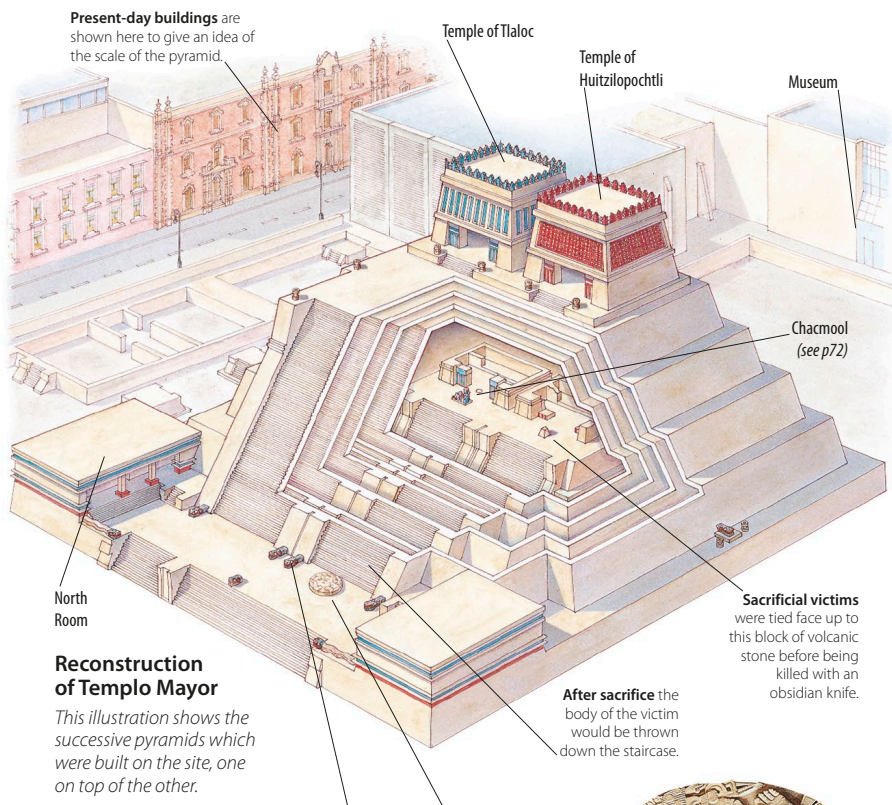 Present-day buildings are
shown here to give an idea of
the scale of the pyramid.
Temple of Tlaloc
Temple of
Huitzilopochtli
Museum
Chacmool
(see p72)
North
Room
Sacrificial victims
were tied face up to
this block of volcanic
stone before being
killed with an
obsidian knife.
Reconstruction
of Templo Mayor
This illustration shows the
successive pyramids which
were built on the site, one
on top of the other.
After sacrifice the
body of the victim
would be thrown
down the staircase.